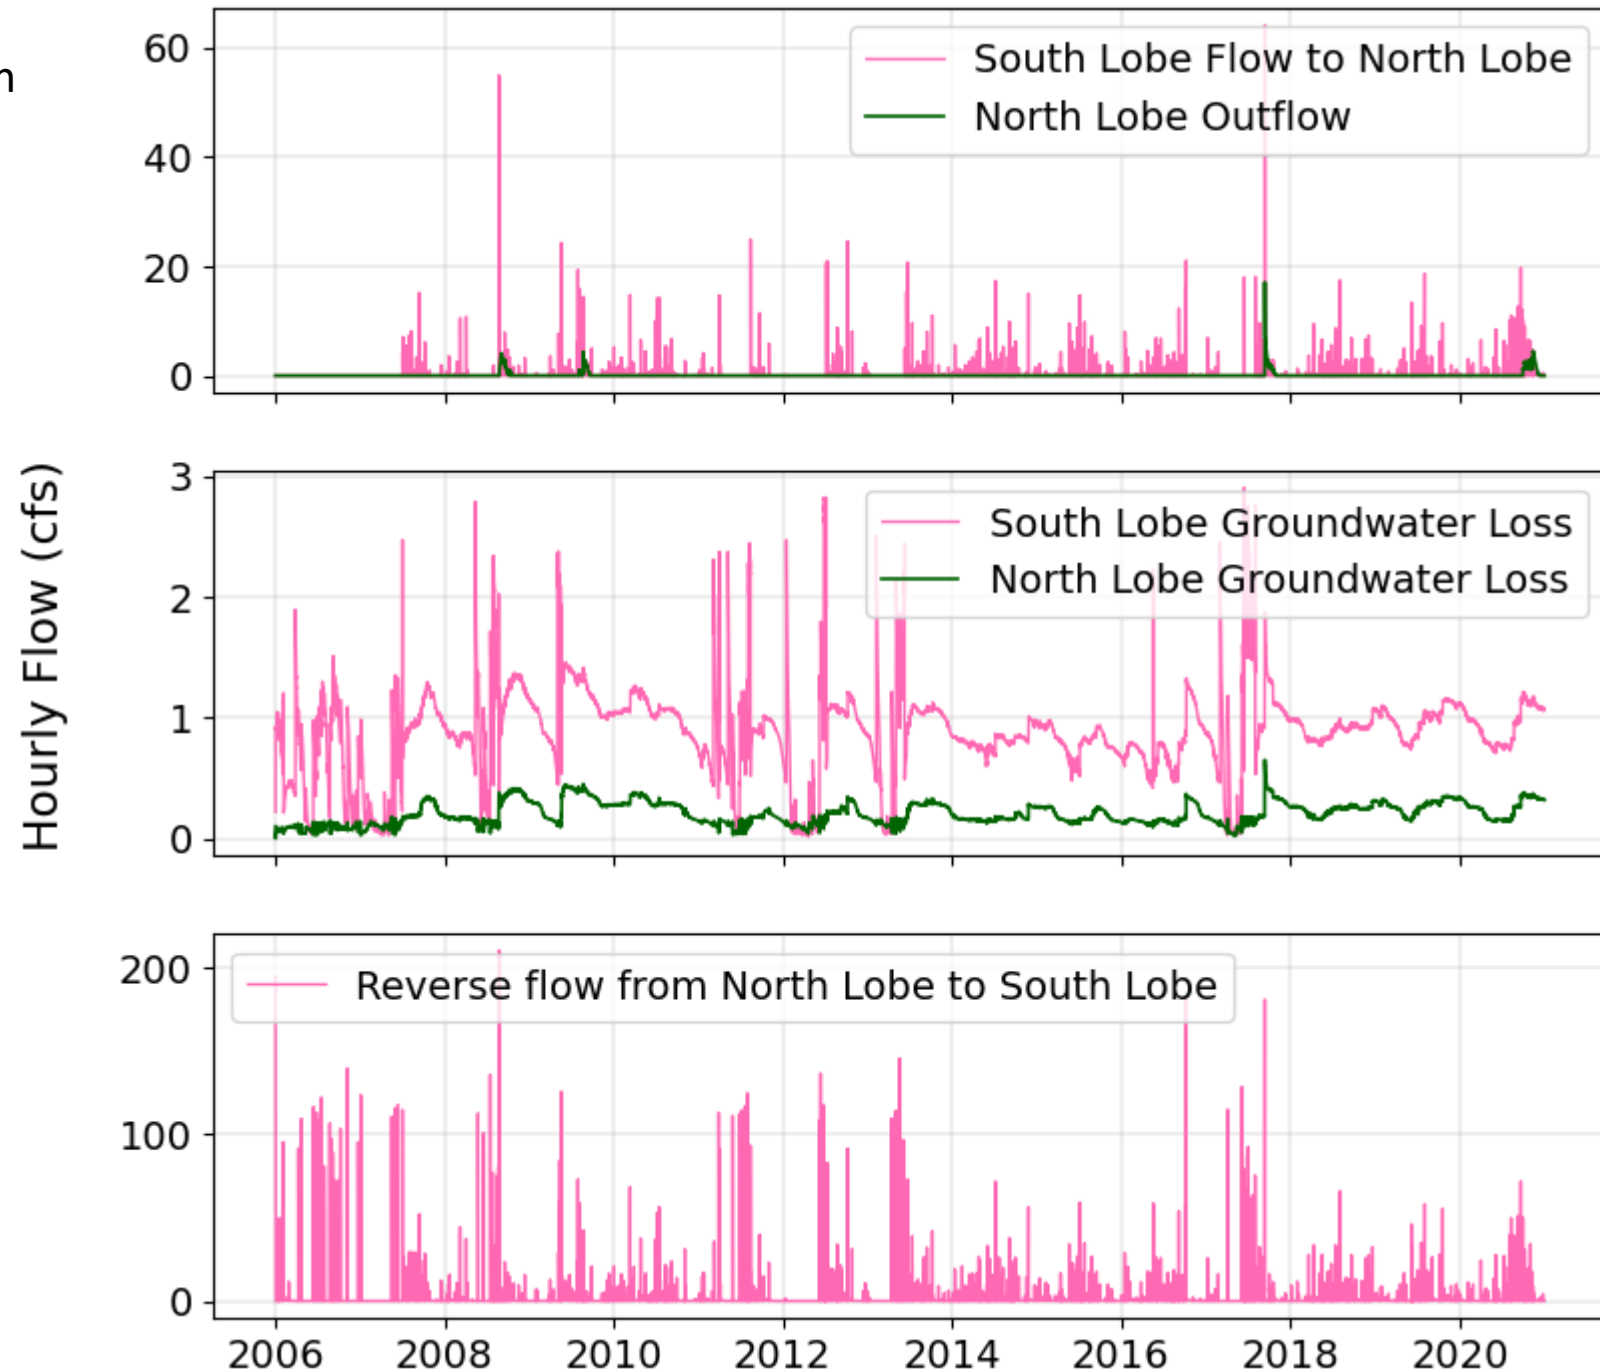 n
60
40
20
0
South Lobe Flow to North Lobe
North Lobe Outflow
Hourly Flow (cfs)
3
2
1
0
South Lobe Groundwater Loss
North Lobe Groundwater Loss
200
100
0
Reverse flow from North Lobe to South Lobe
2006 2008 2010 2012 2014 2016 2018 2020